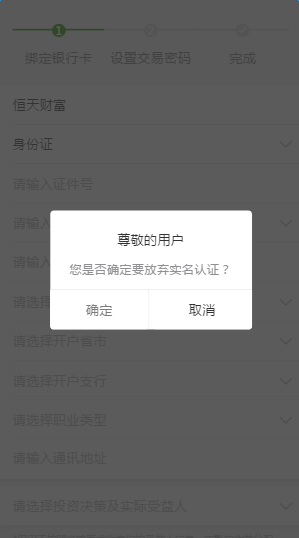 1
2
绑定银行卡
设置交易密码
完成
恒天财富
身份证
请输入证件号
请输入
请输入
尊敬的用户
您是否确定要放弃实名认证？
确定
取消
请选择
请选择开户省市
请选择开户支行
请选择职业类型
请输入通讯地址
请选择投资决策及实际受益人